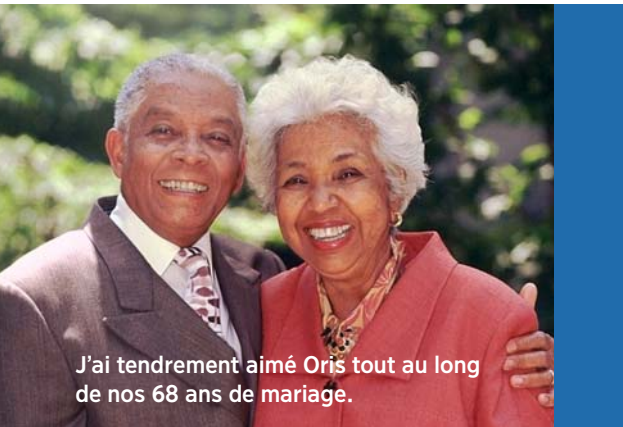 J’ai tendrement aimé Oris tout au long
de nos 68 ans de mariage.